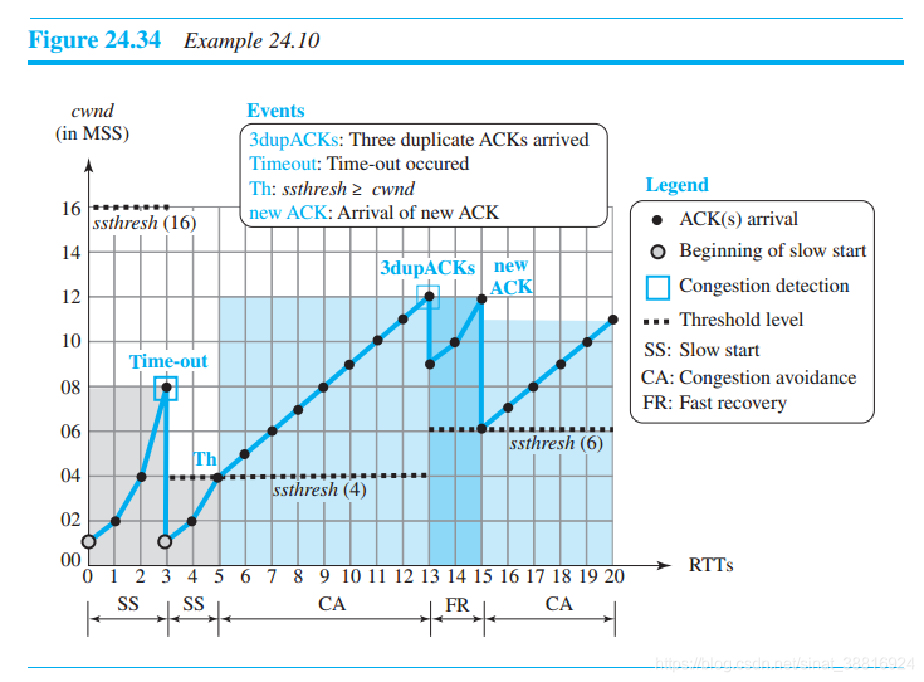 Figure 24.34 Example 24.10
cwnd
(in MSS)
Events
3dupACKs: Three duplicate ACKs arrived
Timeout: Time-out occured
Th: ssthresh ≥ cwnd
new ACK: Arrival of new ACK
Legend
ACK(s) arrival
Beginning of slow start
Congestion detection
Threshold level
SS: Slow start
CA: Congestion avoidance
FR: Fast recovery
16
ssthresh (16)
14
3dupACKs new
ACK
12
10
Time-out
08
06
ssthresh (6)
Th
04
ssthresh (4)
02
00
0 1 2 3 4 5 6 7 8 9 10 11 12 13 14 15 16 17 18 19 20
RTTs
SS SS CA FR CA
https://blog.csdn.net/sinat_38816924